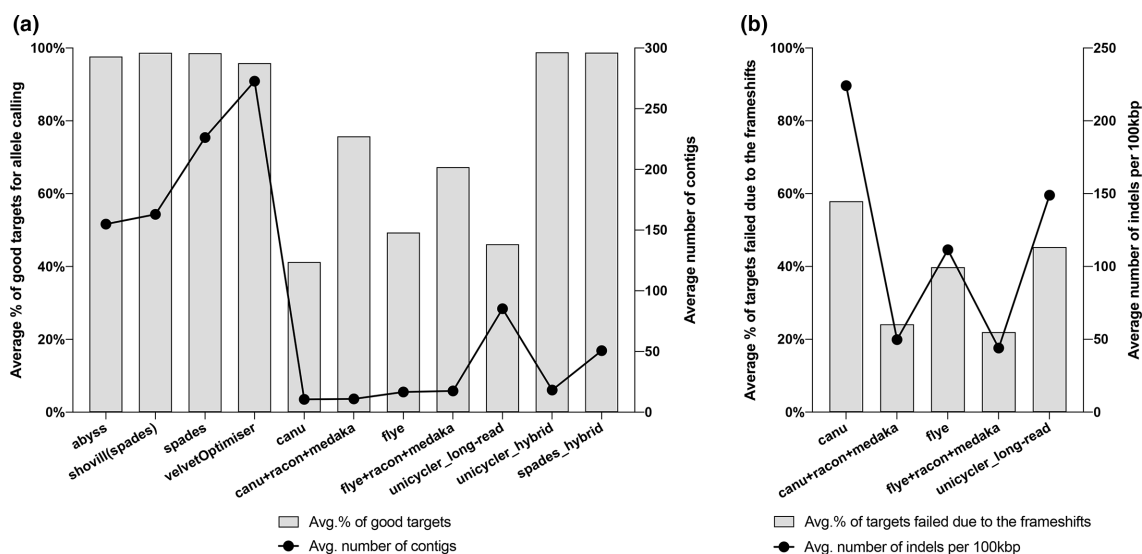 (a)
Average % of good targets for allele calling
100%
80%
60%
40%
20%
0%
300
250
200
150
100
50
0
Average number of contigs
abyss
shovill(spades)
spades
velvetOptimiser
canu
canu+racon+medaka
flye
flye+racon+medaka
unicycler_long-read
unicycler_hybrid
spades_hybrid
Avg.% of good targets
Avg. number of contigs
(b)
Average % of targets failed due to the frameshifts
100%
80%
60%
40%
20%
0%
250
200
150
100
50
0
Average number of indels per 100kbp
canu
canu+racon+medaka
flye
flye+racon+medaka
unicycler_long-read
Avg.% of targets failed due to the frameshifts
Avg. number of indels per 100kbp